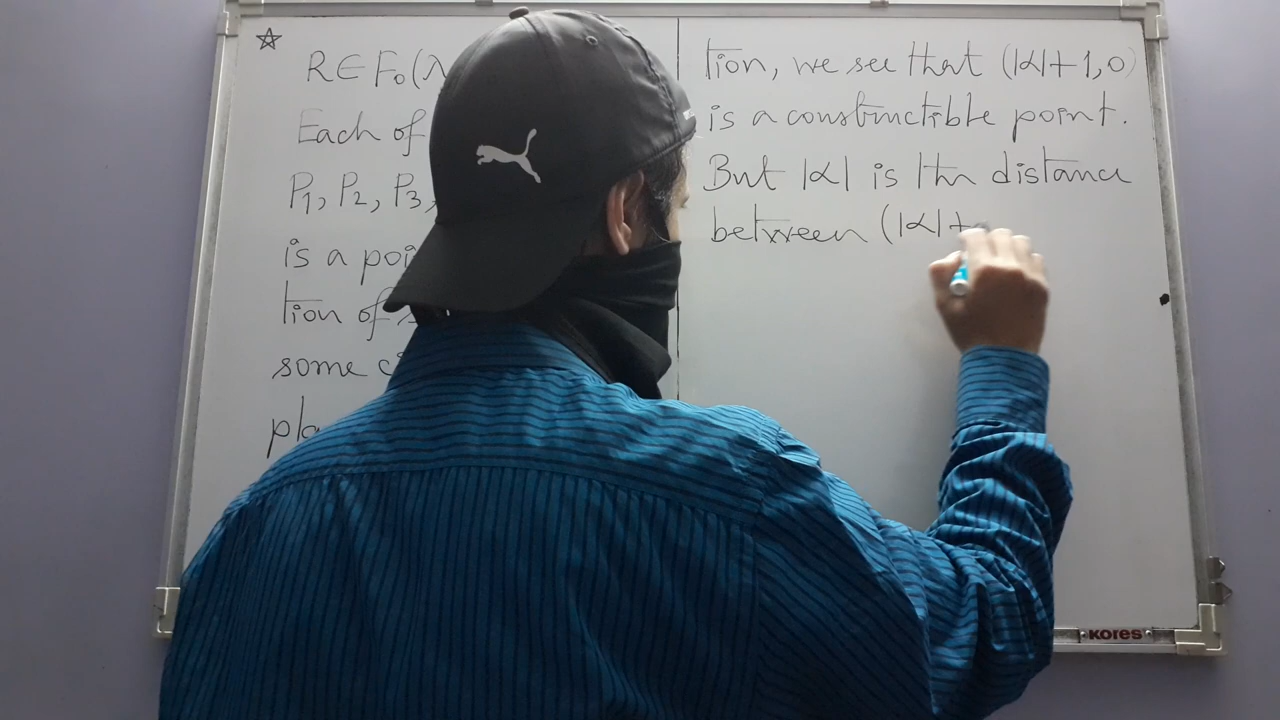 R ∈ F₀(λ
Each of
P₁, P₂, P₃,
is a poi
tion of
some c
pla
tion, we see that (|α|+1,0)
is a constructible point.
But |α| is the distance
between (|α|+
KORES